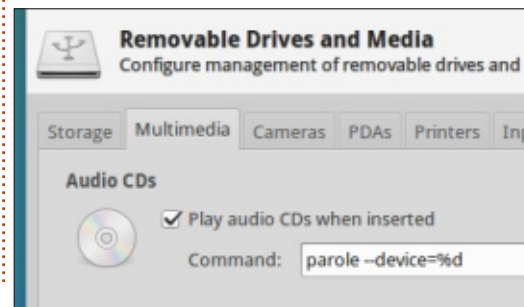 Removable Drives and Media
Configure management of removable drives and
Storage Multimedia Cameras PDAs Printers
Audio CDs
Play audio CDs when inserted
Command: parole --device=%d